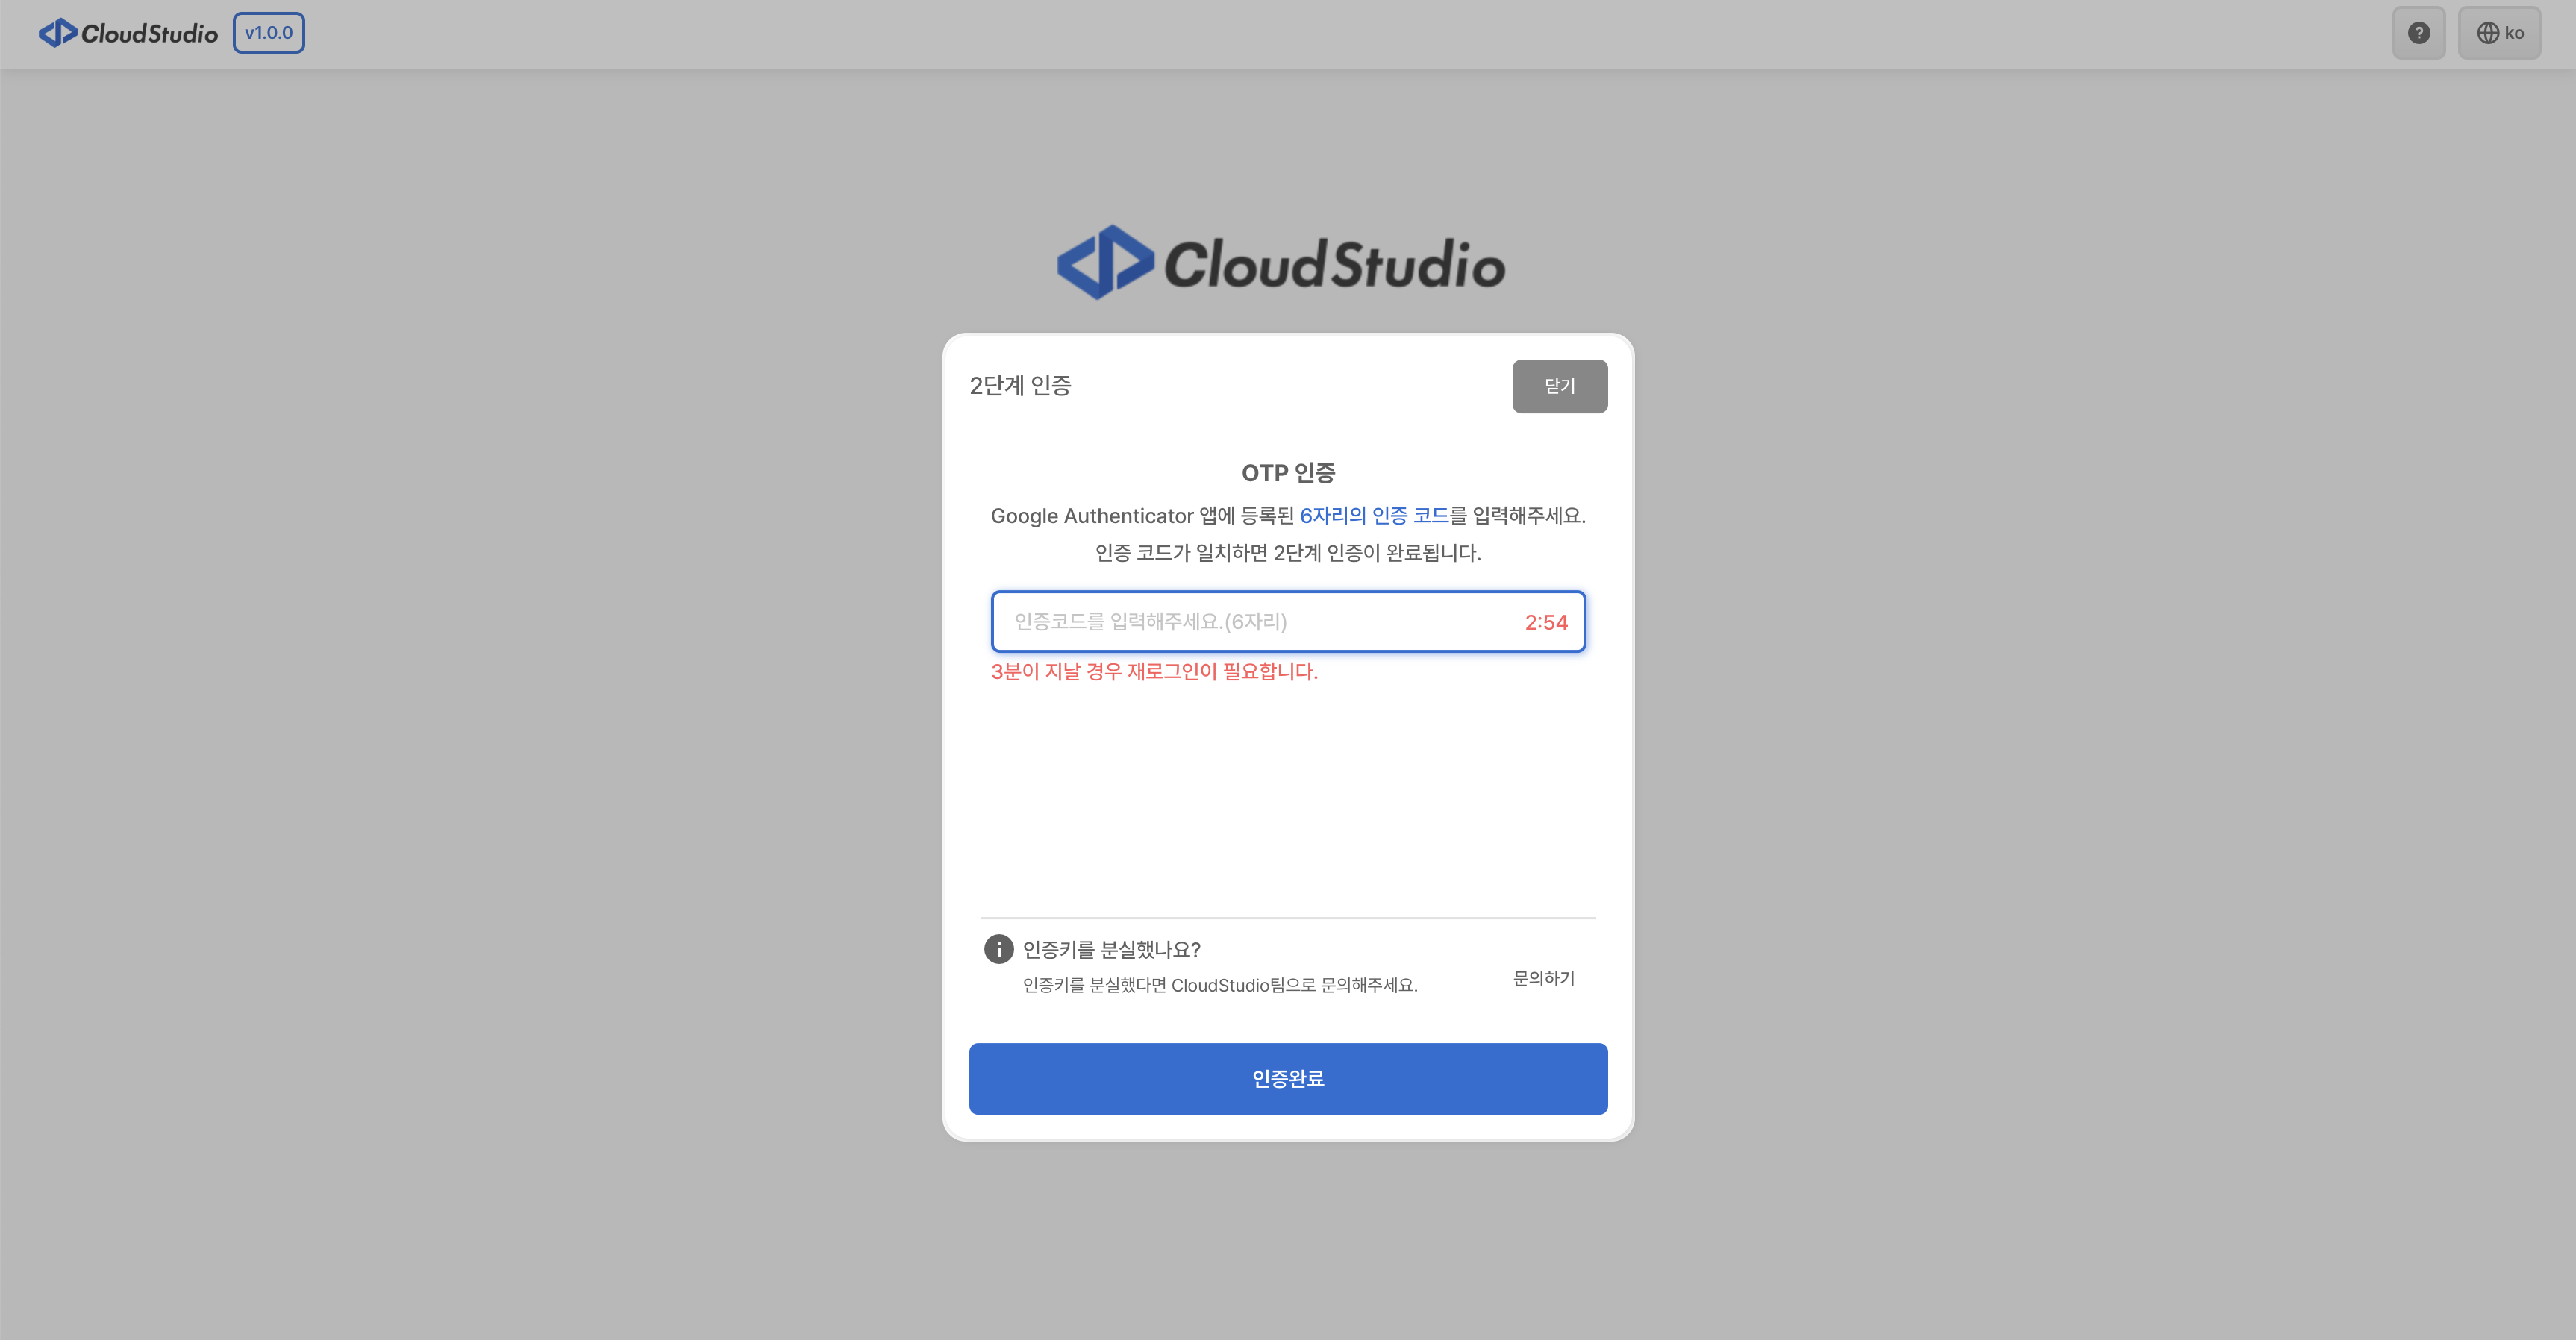 CloudStudio v1.0.0
? ko
CloudStudio
2단계 인증
닫기
OTP 인증
Google Authenticator 앱에 등록된 6자리의 인증 코드를 입력해주세요.
인증 코드가 일치하면 2단계 인증이 완료됩니다.
인증코드를 입력해주세요.(6자리) 2:54
3분이 지날 경우 재로그인이 필요합니다.
인증키를 분실했나요?
인증키를 분실했다면 CloudStudio팀으로 문의해주세요.
문의하기
인증완료